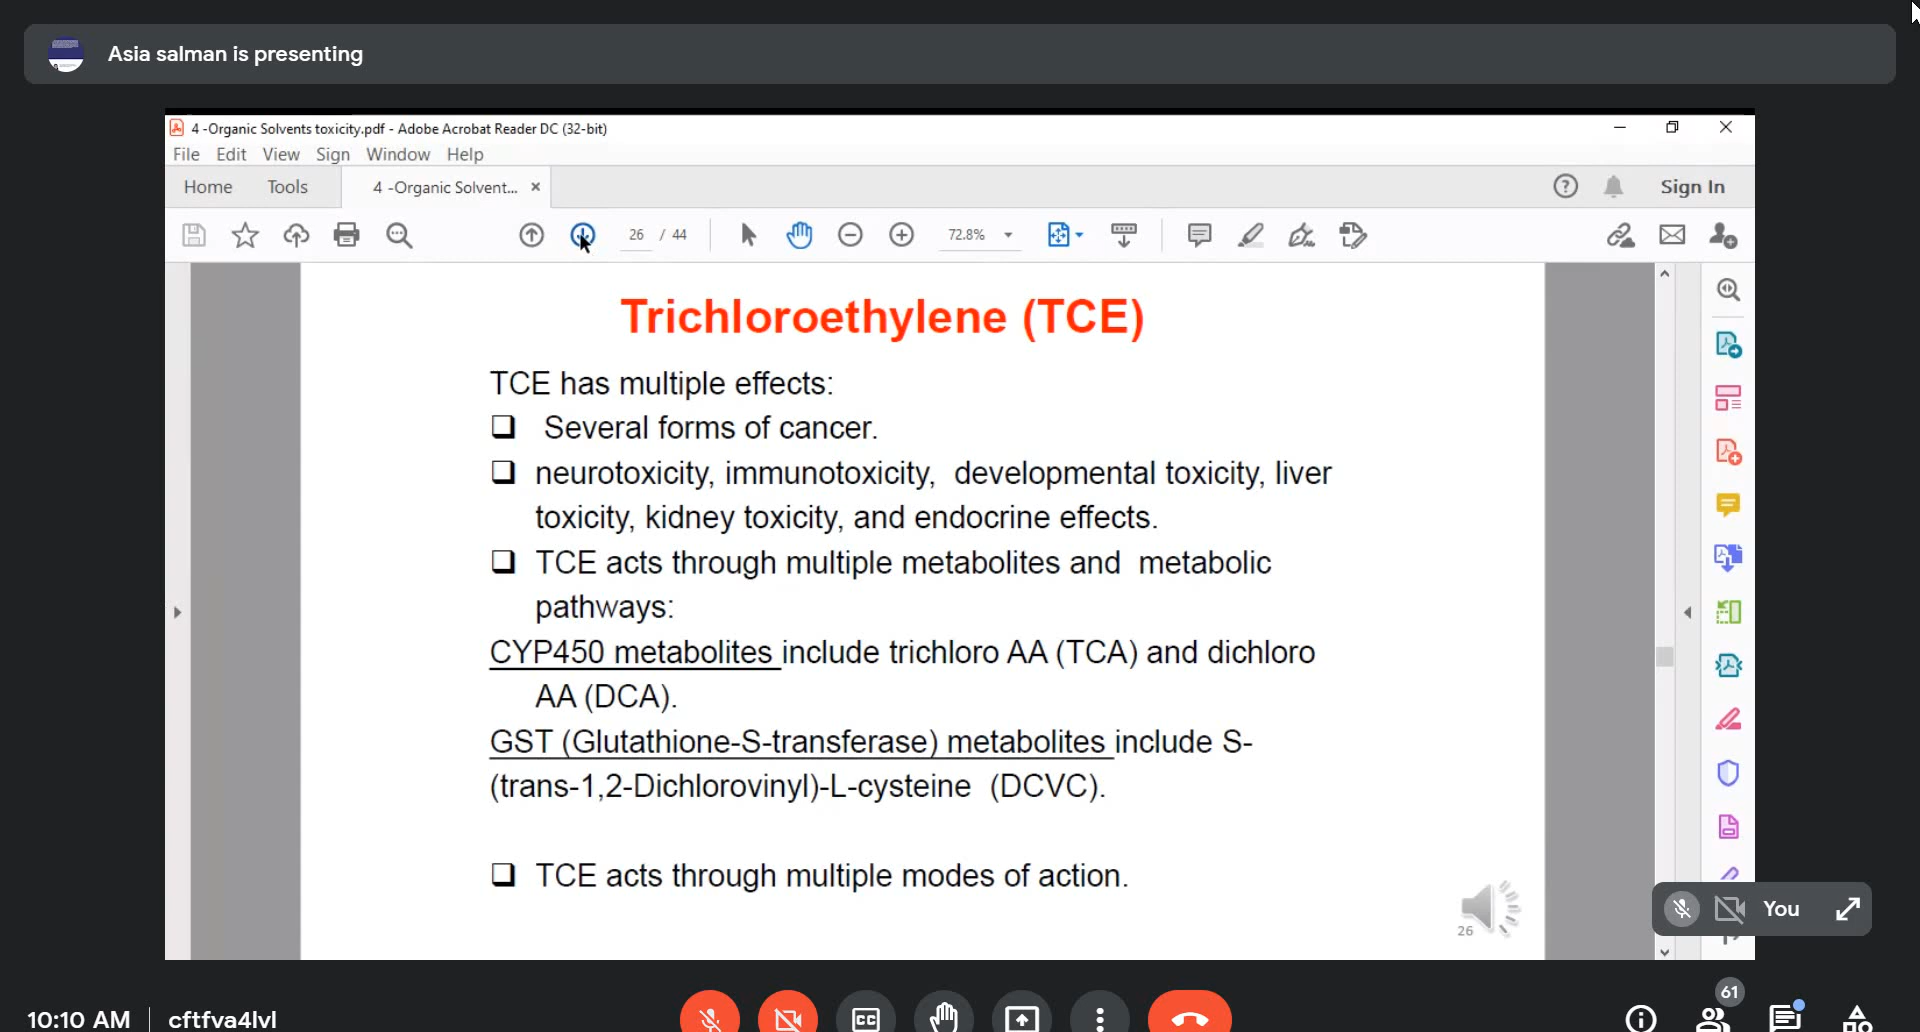 Asia salman is presenting
4 -Organic Solvents toxicity.pdf - Adobe Acrobat Reader DC (32-bit)
File Edit View Sign Window Help
Home Tools 4 -Organic Solvent... × Sign In
26 / 44 72.8%
Trichloroethylene (TCE)
TCE has multiple effects:
❑ Several forms of cancer.
❑ neurotoxicity, immunotoxicity, developmental toxicity, liver
toxicity, kidney toxicity, and endocrine effects.
❑ TCE acts through multiple metabolites and metabolic
pathways:
CYP450 metabolites include trichloro AA (TCA) and dichloro
AA (DCA).
GST (Glutathione-S-transferase) metabolites include S-
(trans-1,2-Dichlorovinyl)-L-cysteine (DCVC).
❑ TCE acts through multiple modes of action.
26
You
61
10:10 AM cftfva4lvl
CC